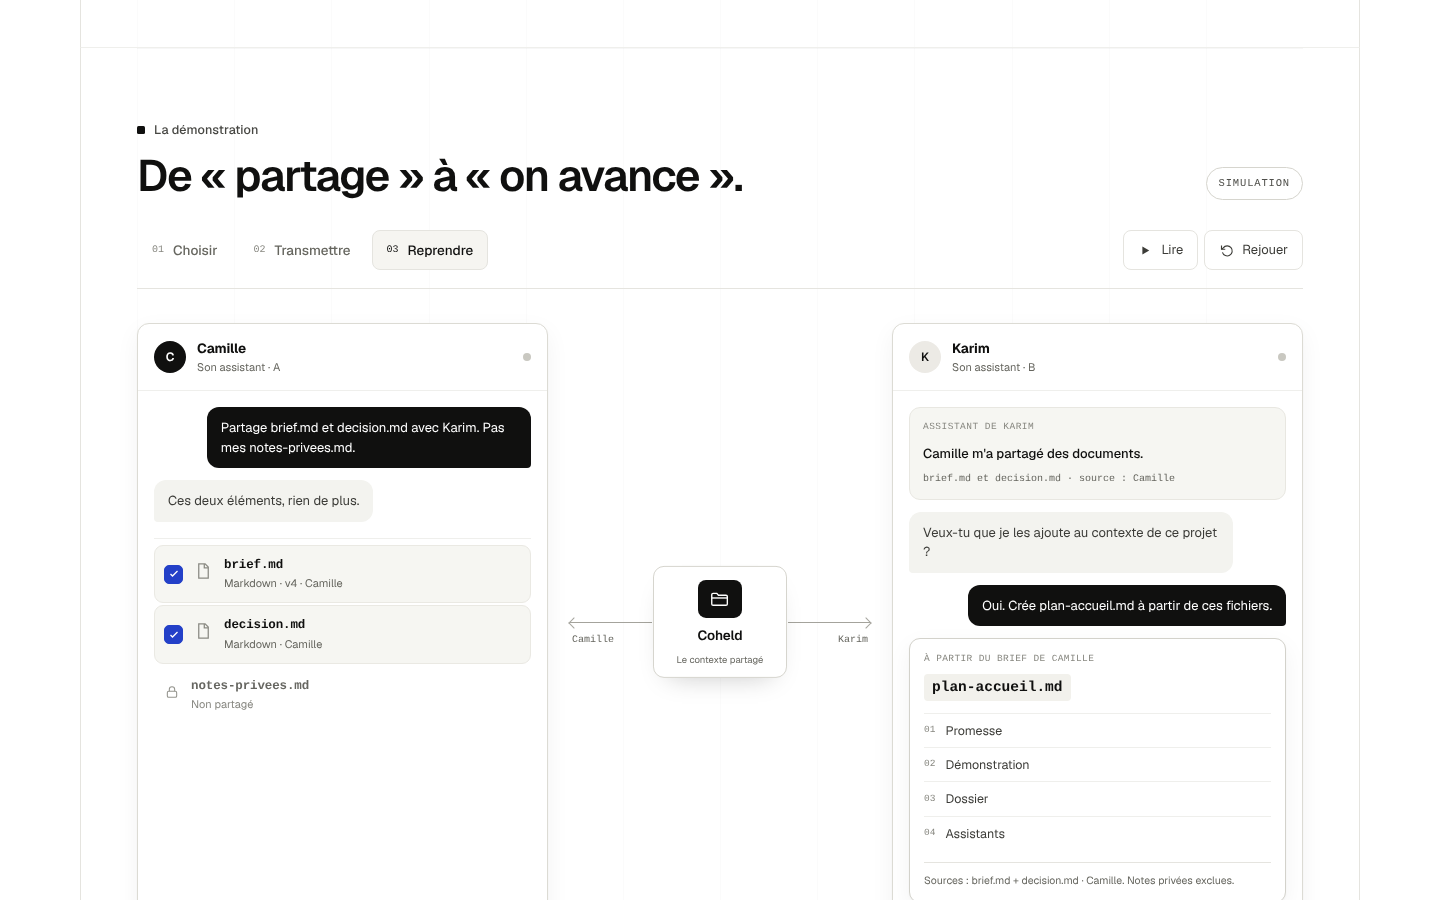 La démonstration
De « partage » à « on avance ».
SIMULATION
01 Choisir
02 Transmettre
03 Reprendre
Lire
Rejouer
C
Camille
Son assistant · A
Partage brief.md et decision.md avec Karim. Pas
mes notes-privees.md.
Ces deux éléments, rien de plus.
brief.md
Markdown · v4 · Camille
decision.md
Markdown · Camille
notes-privees.md
Non partagé
Camille
Coheld
Le contexte partagé
Karim
K
Karim
Son assistant · B
ASSISTANT DE KARIM
Camille m'a partagé des documents.
brief.md et decision.md · source : Camille
Veux-tu que je les ajoute au contexte de ce projet
?
Oui. Crée plan-accueil.md à partir de ces fichiers.
À PARTIR DU BRIEF DE CAMILLE
plan-accueil.md
01 Promesse
02 Démonstration
03 Dossier
04 Assistants
Sources : brief.md + decision.md · Camille. Notes privées exclues.